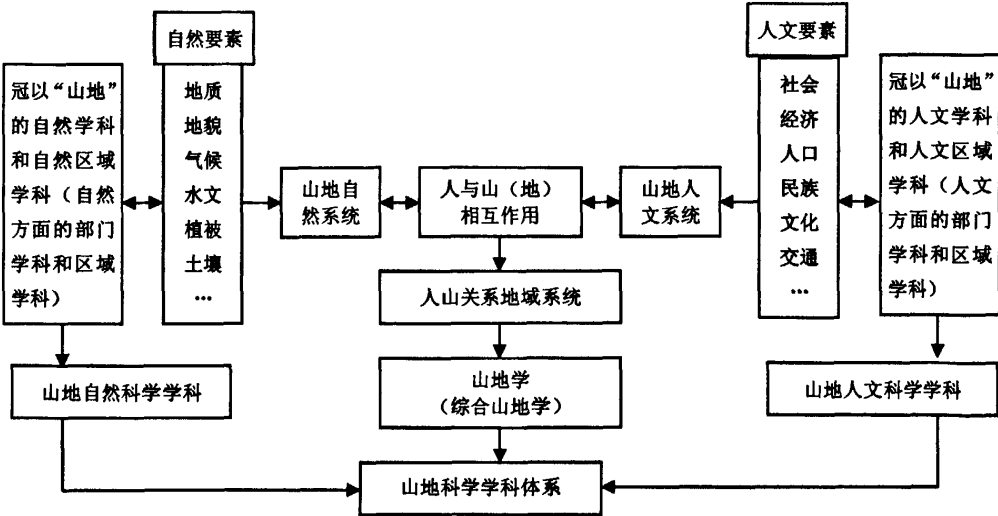 自然要素
地质
地貌
气候
水文
植被
土壤
…
冠以“山地”
的自然学科
和自然区域
学科（自然
方面的部门
学科和区域
学科）
山地自
然系统
人与山（地）
相互作用
山地人
文系统
人文要素
社会
经济
人口
民族
文化
交通
…
冠以“山地”
的人文学科
和人文区域
学科（人文
方面的部门
学科和区域
学科）
人山关系地域系统
山地自然科学学科
山地学
（综合山地学）
山地人文科学学科
山地科学学科体系